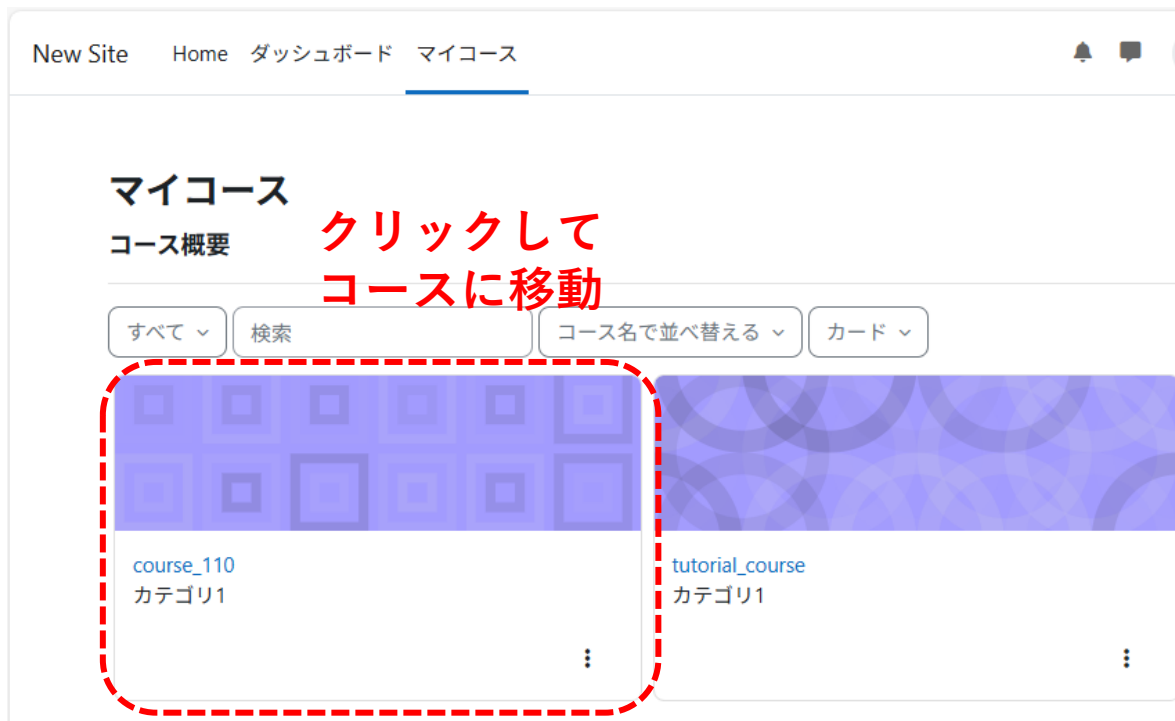 New Site Home ダッシュボード マイコース
マイコース
コース概要
クリックして
コースに移動
すべて 検索 コース名で並べ替える カード
course_110
カテゴリ1
tutorial_course
カテゴリ1